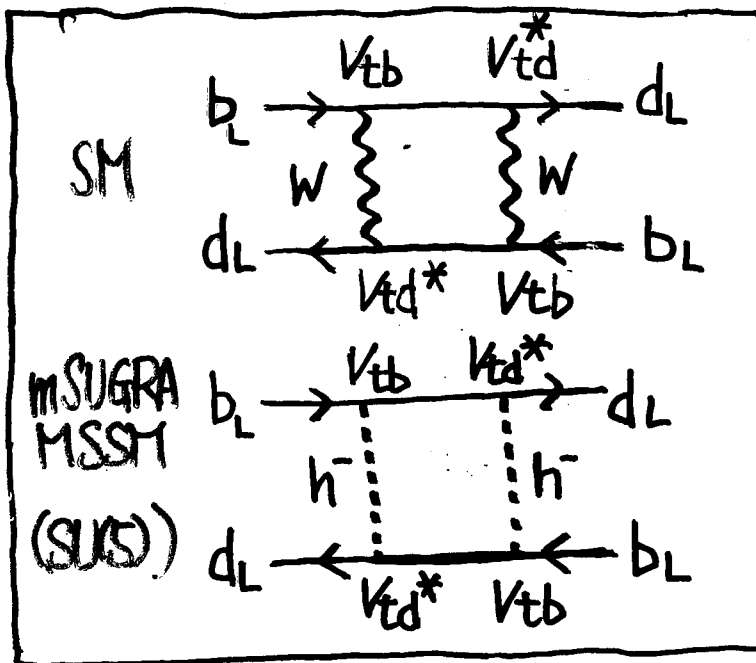 Vtb Vtd*
bL dL
SM W W
dL bL
Vtd* Vtb
mSUGRA MSSM (SU(5))
Vtb Vtd*
bL dL
h- h-
dL bL
Vtd* Vtb